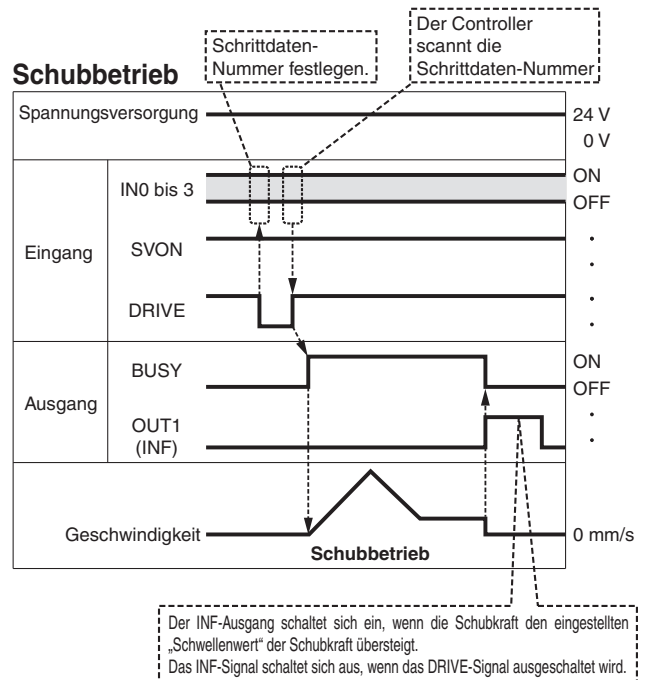 Schrittdaten-
Nummer festlegen.
Der Controller
scannt die
Schrittdaten-Nummer
Schubbetrieb
Spannungsversorgung
24 V
0 V
Eingang
IN0 bis 3
ON
OFF
SVON
DRIVE
Ausgang
BUSY
ON
OFF
OUT1
(INF)
Geschwindigkeit
0 mm/s
Schubbetrieb
Der INF-Ausgang schaltet sich ein, wenn die Schubkraft den eingestellten
„Schwellenwert“ der Schubkraft übersteigt.
Das INF-Signal schaltet sich aus, wenn das DRIVE-Signal ausgeschaltet wird.